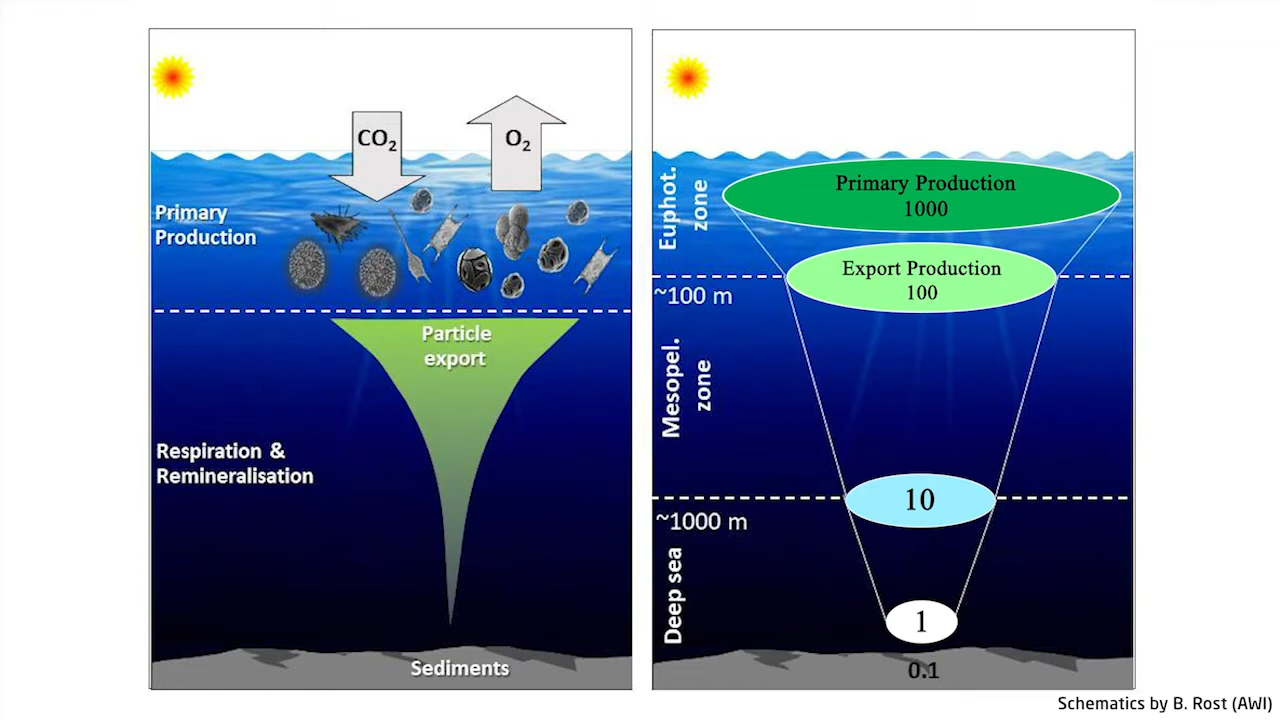 CO₂
O₂
Primary
Production
Particle
export
Respiration &
Remineralisation
Sediments
Euphot.
zone
Primary Production
1000
Export Production
100
~100 m
Mesopel.
zone
10
~1000 m
Deep sea
1
0.1
Schematics by B. Rost (AWI)